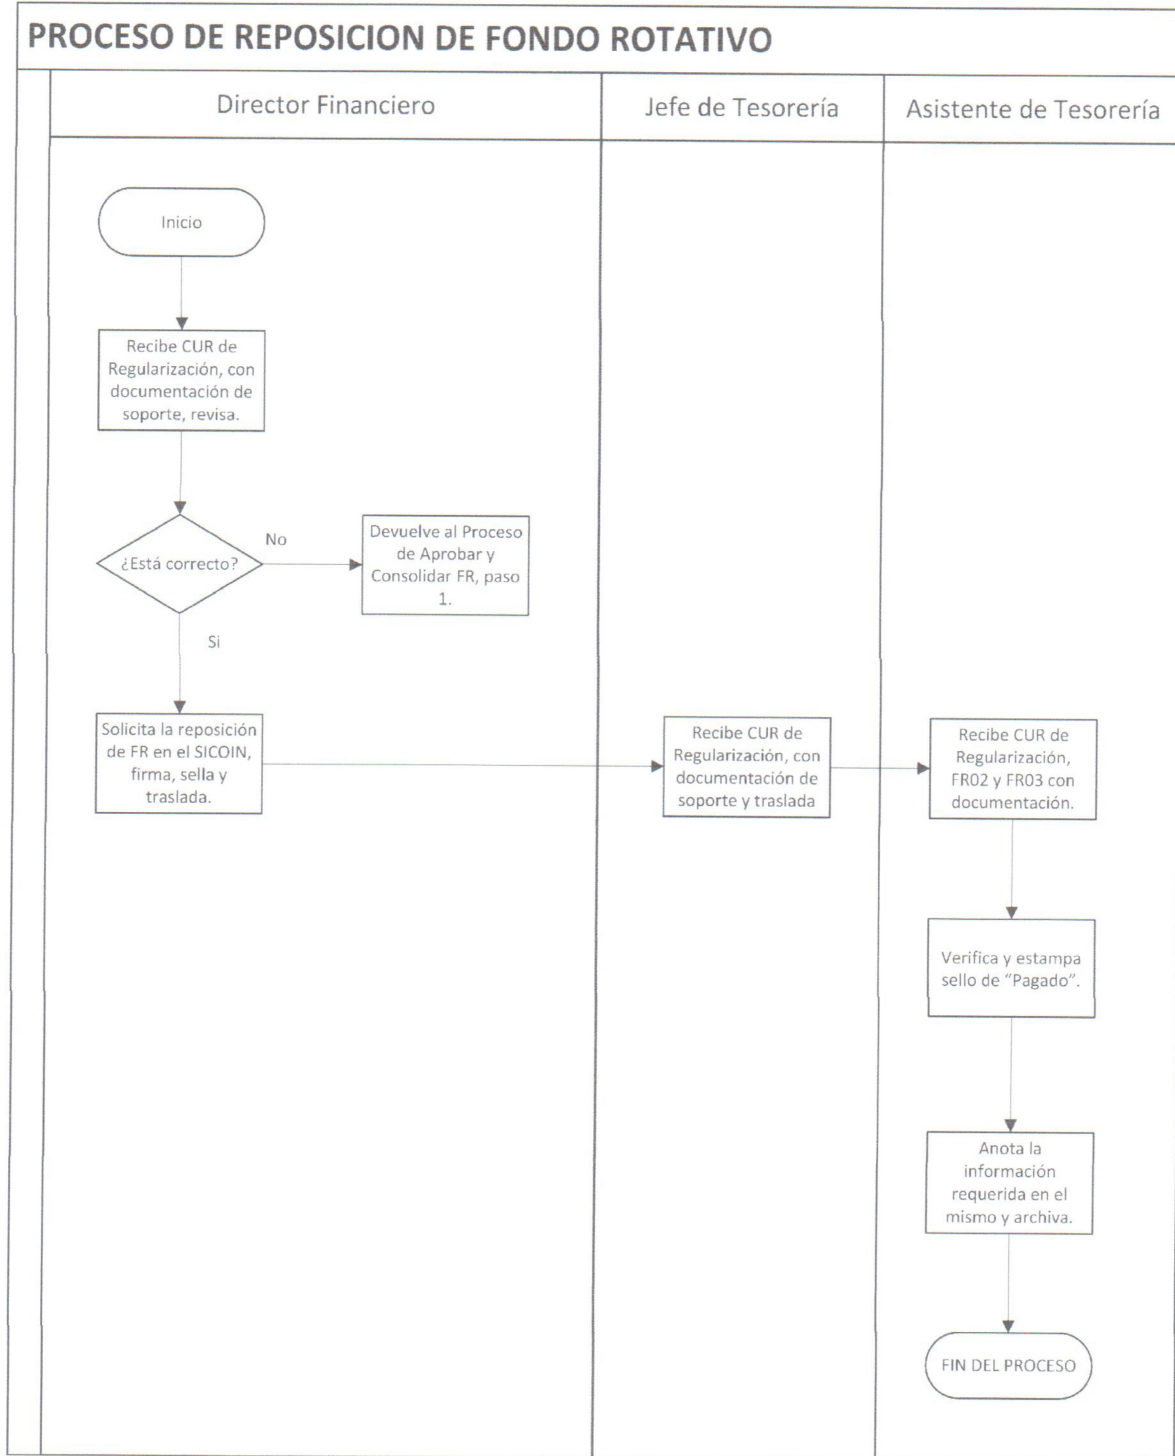 PROCESO DE REPOSICION DE FONDO ROTATIVO
Director Financiero
Jefe de Tesorería
Asistente de Tesorería
Inicio
Recibe CUR de
Regularización, con
documentación de
soporte, revisa.
¿Está correcto?
No
Devuelve al Proceso
de Aprobar y
Consolidar FR, paso
1.
Si
Solicita la reposición
de FR en el SICOIN,
firma, sella y
traslada.
Recibe CUR de
Regularización, con
documentación de
soporte y traslada
Recibe CUR de
Regularización,
FR02 y FR03 con
documentación.
Verifica y estampa
sello de "Pagado".
Anota la
información
requerida en el
mismo y archiva.
FIN DEL PROCESO